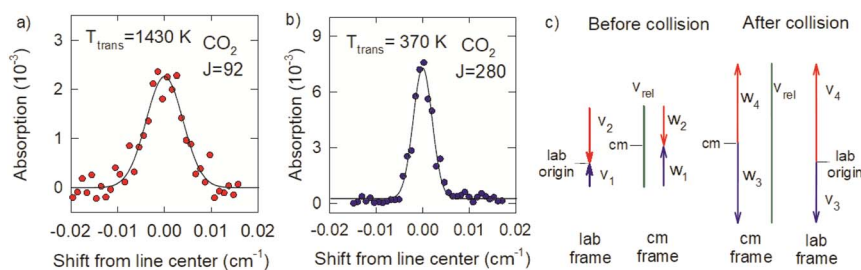 a)
T_trans=1430 K
CO₂
J=92
Absorption (10⁻³)
3
2
1
0
-0.02 -0.01 0.00 0.01 0.02
Shift from line center (cm⁻¹)
b)
T_trans=370 K
CO₂
J=280
Absorption (10⁻³)
9
6
3
0
-0.02 -0.01 0.00 0.01 0.02
Shift from line center (cm⁻¹)
c)
Before collision
After collision
v₂
lab
origin
v₁
v_rel
cm
w₂
w₁
lab
frame
cm
frame
w₄
v_rel
cm
w₃
v₄
lab
origin
v₃
cm
frame
lab
frame